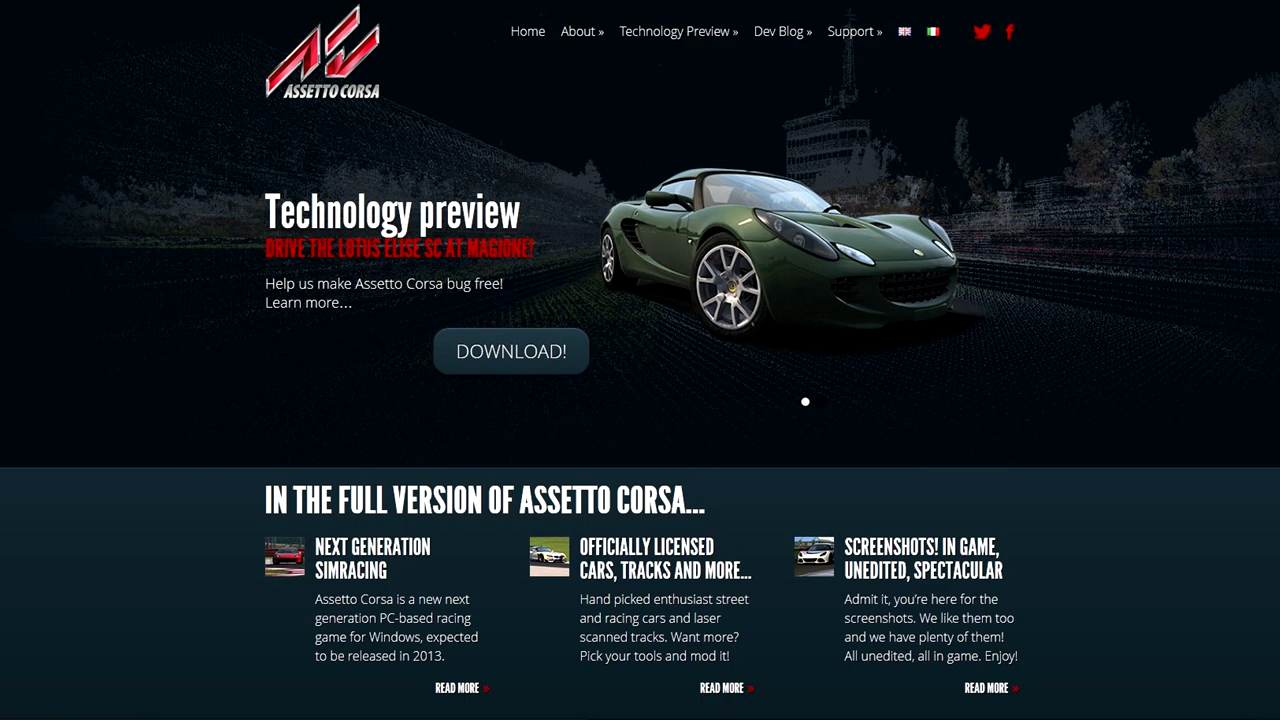 ASSETTO CORSA
Home About » Technology Preview » Dev Blog » Support »
Technology preview
DRIVE THE LOTUS ELISE SC AT MAGIONE!
Help us make Assetto Corsa bug free!
Learn more...
DOWNLOAD!
IN THE FULL VERSION OF ASSETTO CORSA...
NEXT GENERATION
SIMRACING
Assetto Corsa is a new next
generation PC-based racing
game for Windows, expected
to be released in 2013.
READ MORE »
OFFICIALLY LICENSED
CARS, TRACKS AND MORE...
Hand picked enthusiast street
and racing cars and laser
scanned tracks. Want more?
Pick your tools and mod it!
READ MORE »
SCREENSHOTS! IN GAME,
UNEDITED, SPECTACULAR
Admit it, you're here for the
screenshots. We like them too
and we have plenty of them!
All unedited, all in game. Enjoy!
READ MORE »